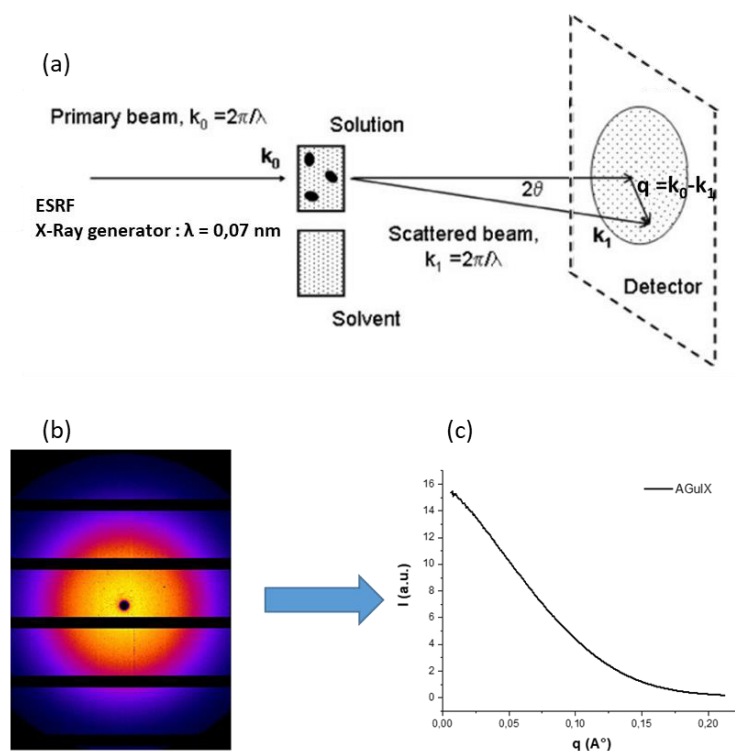 (a)
Primary beam, k₀ =2π/λ
Solution
k₀
2ϑ
q =k₀-k₁
ESRF
X-Ray generator : λ = 0,07 nm
Scattered beam,
k₁ =2π/λ
k₁
Detector
Solvent
(b)
(c)
16
14
12
10
8
6
4
2
0
I (a.u.)
AGuIX
0,00
0,05
0,10
0,15
0,20
q (A°)